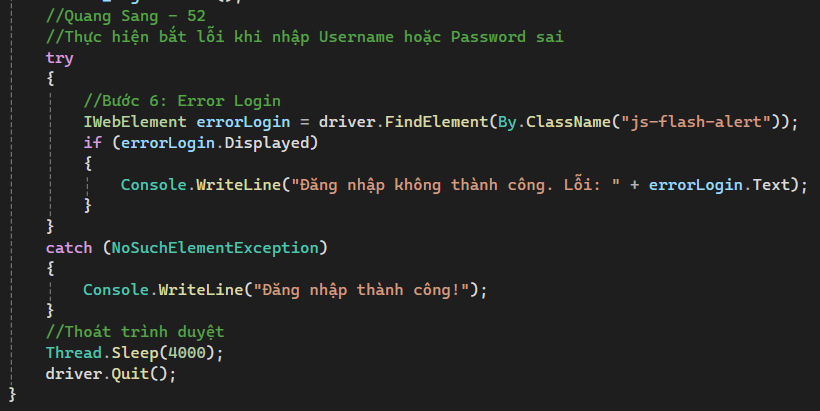 ();
//Quang Sang - 52
//Thực hiện bắt lỗi khi nhập Username hoặc Password sai
try
{
//Bước 6: Error Login
IWebElement errorLogin = driver.FindElement(By.ClassName("js-flash-alert"));
if (errorLogin.Displayed)
{
Console.WriteLine("Đăng nhập không thành công. Lỗi: " + errorLogin.Text);
}
}
catch (NoSuchElementException)
{
Console.WriteLine("Đăng nhập thành công!");
}
//Thoát trình duyệt
Thread.Sleep(4000);
driver.Quit();
}